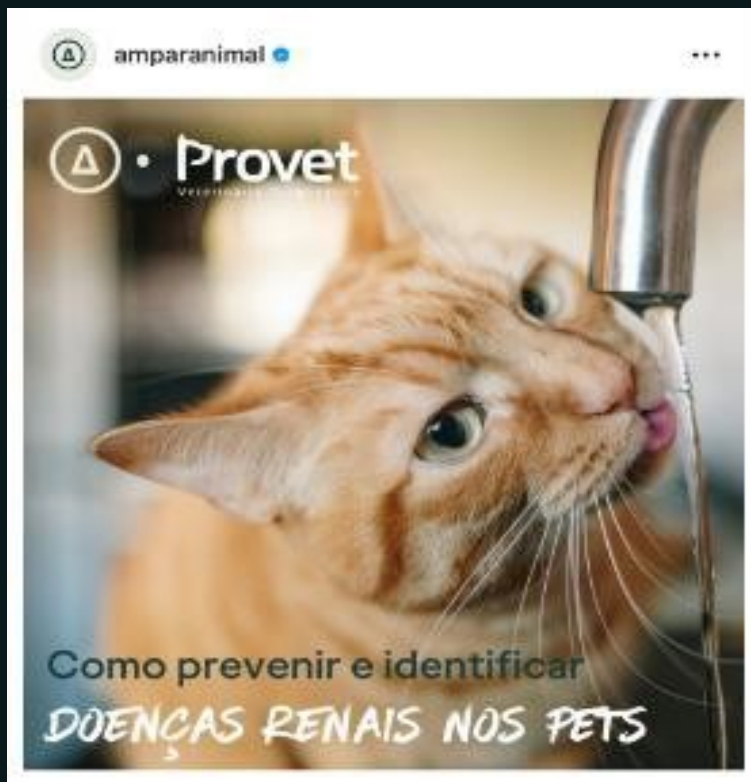 amparanimal
Provet
Como prevenir e identificar
DOENÇAS RENAIS NOS PETS